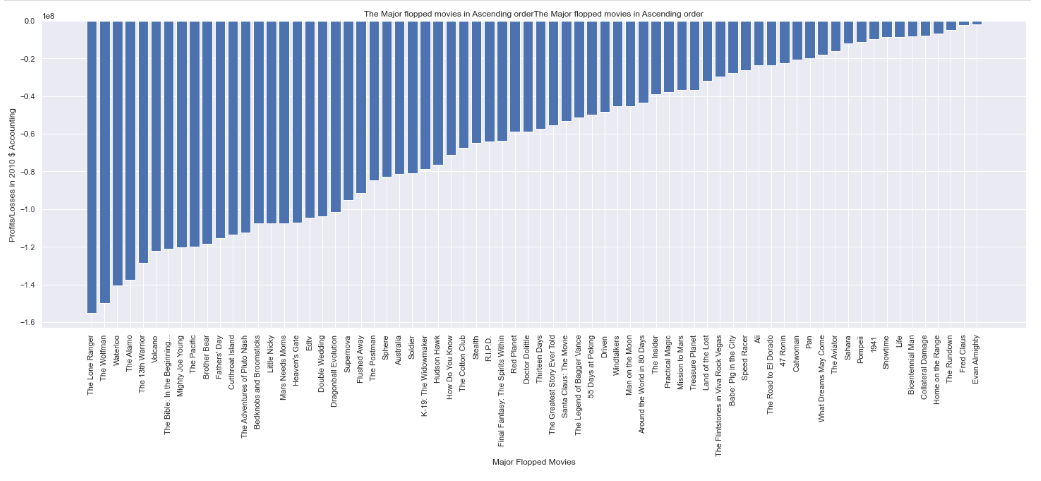 The Major flopped movies in Ascending orderThe Major flopped movies in Ascending order
1e8
0.0
−0.2
−0.4
−0.6
−0.8
−1.0
−1.2
−1.4
−1.6
Profits/Losses in 2010 $ Accounting
The Lone Ranger
The Wolfman
Waterloo
The Alamo
The 13th Warrior
Volcano
The Bible: In the Beginning...
Mighty Joe Young
The Pacific
Brother Bear
Fathers' Day
Cutthroat Island
The Adventures of Pluto Nash
Bedknobs and Broomsticks
Little Nicky
Mars Needs Moms
Heaven's Gate
Edtv
Double Wedding
Dragonball Evolution
Supernova
Flushed Away
The Postman
Sphere
Australia
Soldier
K-19: The Widowmaker
Hudson Hawk
How Do You Know
The Cotton Club
Stealth
R.I.P.D.
Final Fantasy: The Spirits Within
Red Planet
Doctor Dolittle
Thirteen Days
The Greatest Story Ever Told
Santa Claus: The Movie
The Legend of Bagger Vance
55 Days at Peking
Driven
Windtalkers
Man on the Moon
Around the World in 80 Days
The Insider
Practical Magic
Mission to Mars
Treasure Planet
Land of the Lost
The Flintstones in Viva Rock Vegas
Babe: Pig in the City
Speed Racer
Ali
The Road to El Dorado
47 Ronin
Catwoman
Pan
What Dreams May Come
The Aviator
Sahara
Pompeii
1941
Showtime
Life
Bicentennial Man
Collateral Damage
Home on the Range
The Rundown
Fred Claus
Evan Almighty
Major Flopped Movies